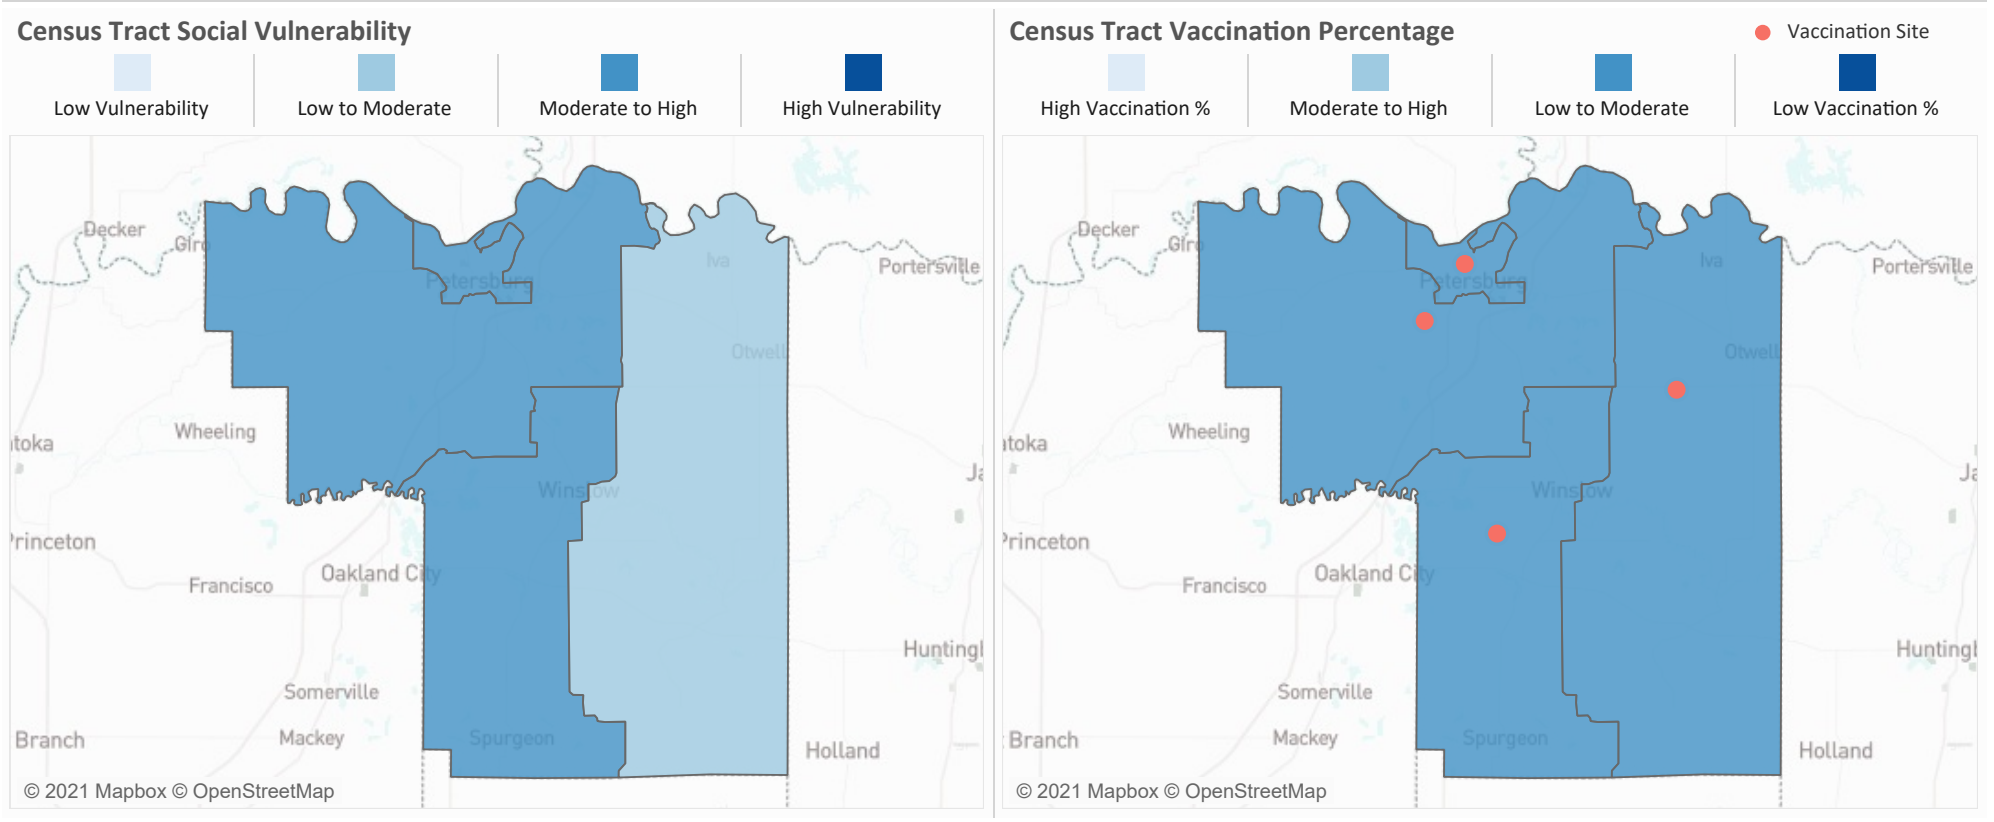 Census Tract Social Vulnerability
Low Vulnerability
Low to Moderate
Moderate to High
High Vulnerability
Decker
Giro
Petersburg
Iva
Portersville
Otwell
Wheeling
Winslow
Oakland City
Francisco
Somerville
Mackey
Spurgeon
Branch
Holland
Princeton
© 2021 Mapbox © OpenStreetMap
Census Tract Vaccination Percentage
Vaccination Site
High Vaccination %
Moderate to High
Low to Moderate
Low Vaccination %
Decker
Giro
Petersburg
Iva
Portersville
Otwell
Wheeling
Winslow
Princeton
Oakland City
Francisco
Somerville
Mackey
Spurgeon
Branch
Holland
© 2021 Mapbox © OpenStreetMap